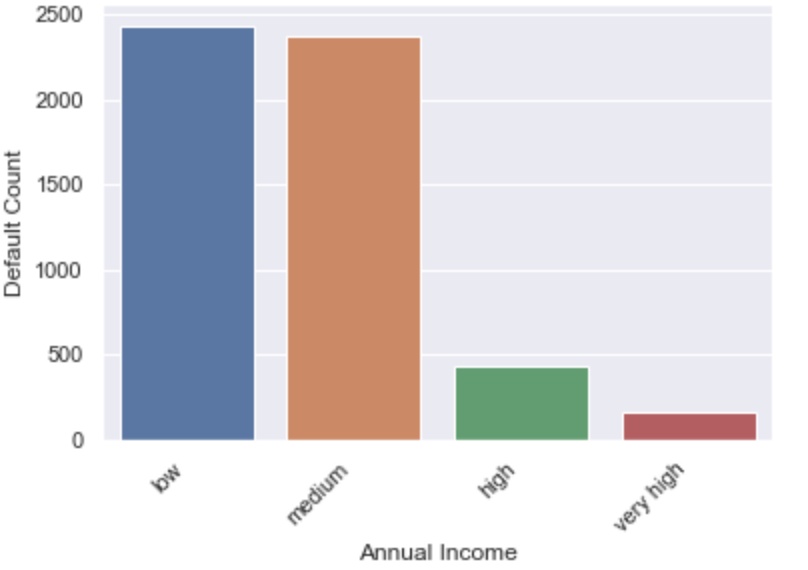 2500
2000
1500
1000
500
0
Default Count
low
medium
high
very high
Annual Income